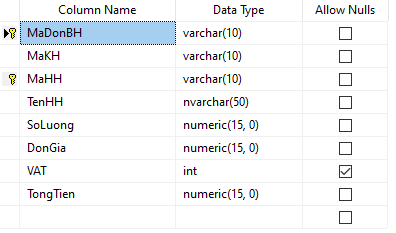 Column Name Data Type Allow Nulls
MaDonBH varchar(10)
MaKH varchar(10)
MaHH varchar(10)
TenHH nvarchar(50)
SoLuong numeric(15, 0)
DonGia numeric(15, 0)
VAT int
TongTien numeric(15, 0)